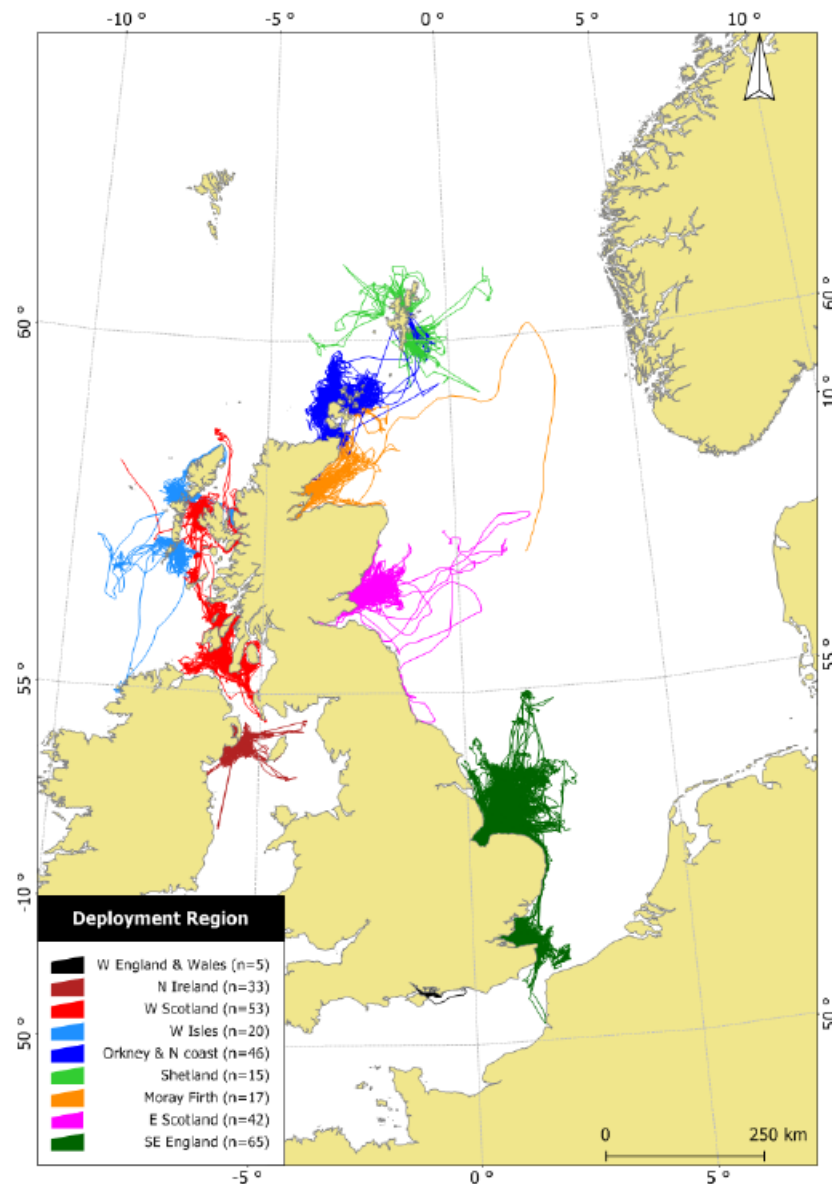 -10 °
-5 °
0 °
5 °
10 °
60 °
60 °
10 °
55 °
55 °
-10 °
50 °
50 °
Deployment Region
W England & Wales (n=5)
N Ireland (n=33)
W Scotland (n=53)
W Isles (n=20)
Orkney & N coast (n=46)
Shetland (n=15)
Moray Firth (n=17)
E Scotland (n=42)
SE England (n=65)
0
250 km
-5 °
0 °
5 °